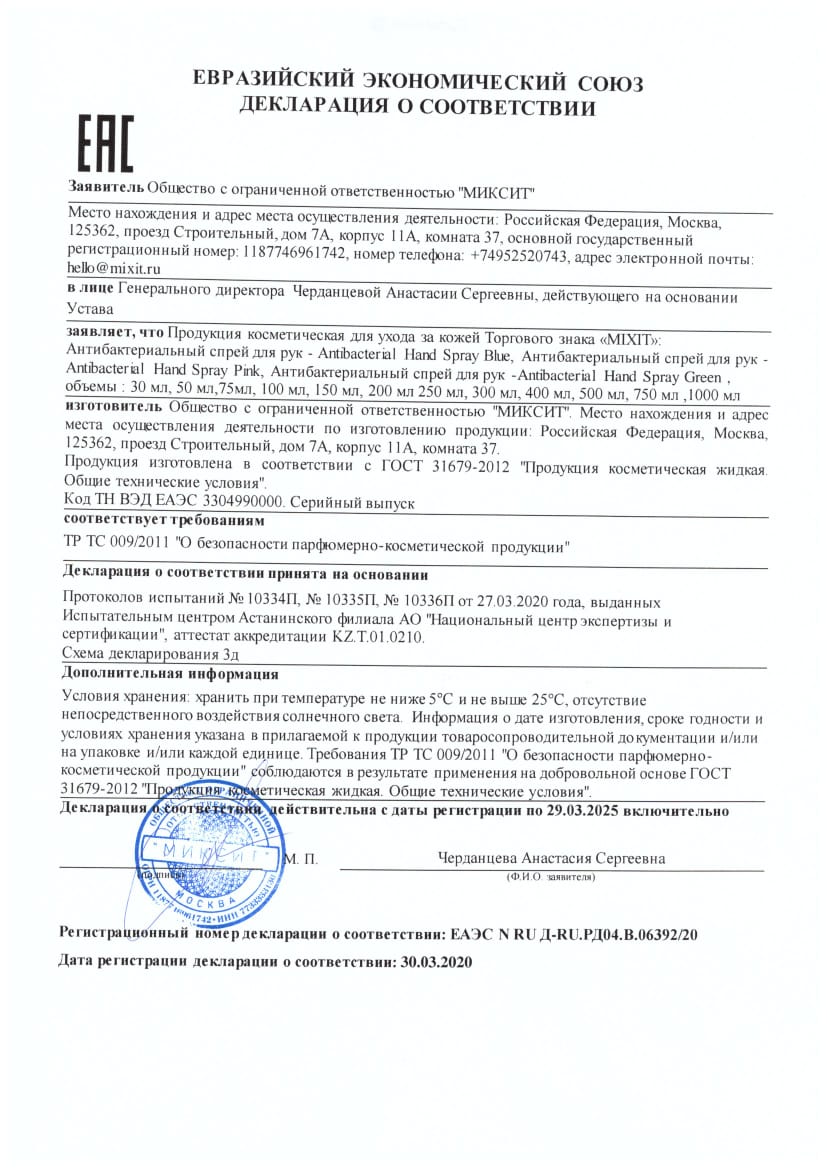 ЕВРАЗИЙСКИЙ ЭКОНОМИЧЕСКИЙ СОЮЗ
ДЕКЛАРАЦИЯ О СООТВЕТСТВИИ
ЕАС
Заявитель Общество с ограниченной ответственностью "МИКСИТ"
Место нахождения и адрес места осуществления деятельности: Российская Федерация, Москва,
125362, проезд Строительный, дом 7А, корпус 11А, комната 37, основной государственный
регистрационный номер: 1187746961742, номер телефона: +74952520743, адрес электронной почты:
hello@mixit.ru
в лице Генерального директора Черданцевой Анастасии Сергеевны, действующего на основании
Устава
заявляет, что Продукция косметическая для ухода за кожей Торгового знака «MIXIT»:
Антибактериальный спрей для рук - Antibacterial Hand Spray Blue, Антибактериальный спрей для рук -
Antibacterial Hand Spray Pink, Антибактериальный спрей для рук -Antibacterial Hand Spray Green ,
объемы : 30 мл, 50 мл,75мл, 100 мл, 150 мл, 200 мл 250 мл, 300 мл, 400 мл, 500 мл, 750 мл ,1000 мл
изготовитель Общество с ограниченной ответственностью "МИКСИТ". Место нахождения и адрес
места осуществления деятельности по изготовлению продукции: Российская Федерация, Москва,
125362, проезд Строительный, дом 7А, корпус 11А, комната 37.
Продукция изготовлена в соответствии с ГОСТ 31679-2012 "Продукция косметическая жидкая.
Общие технические условия".
Код ТН ВЭД ЕАЭС 3304990000. Серийный выпуск
соответствует требованиям
ТР ТС 009/2011 "О безопасности парфюмерно-косметической продукции"
Декларация о соответствии принята на основании
Протоколов испытаний № 10334П, № 10335П, № 10336П от 27.03.2020 года, выданных
Испытательным центром Астанинского филиала АО "Национальный центр экспертизы и
сертификации", аттестат аккредитации KZ.T.01.0210.
Схема декларирования 3д
Дополнительная информация
Условия хранения: хранить при температуре не ниже 5°С и не выше 25°С, отсутствие
непосредственного воздействия солнечного света. Информация о дате изготовления, сроке годности и
условиях хранения указана в прилагаемой к продукции товаросопроводительной документации и/или
на упаковке и/или каждой единице. Требования ТР ТС 009/2011 "О безопасности парфюмерно-
косметической продукции" соблюдаются в результате применения на добровольной основе ГОСТ
31679-2012 "Продукция косметическая жидкая. Общие технические условия".
Декларация о соответствии действительна с даты регистрации по 29.03.2025 включительно
ОБЩЕСТВО С ОГРАНИЧЕННОЙ
ОТВЕТСТВЕННОСТЬЮ
"МИКСИТ"
МОСКВА
ОГРН 1187746961742 • ИНН
М. П.
Черданцева Анастасия Сергеевна
(подпись)
(Ф.И.О. заявителя)
Регистрационный номер декларации о соответствии: ЕАЭС N RU Д-RU.РД04.В.06392/20
Дата регистрации декларации о соответствии: 30.03.2020